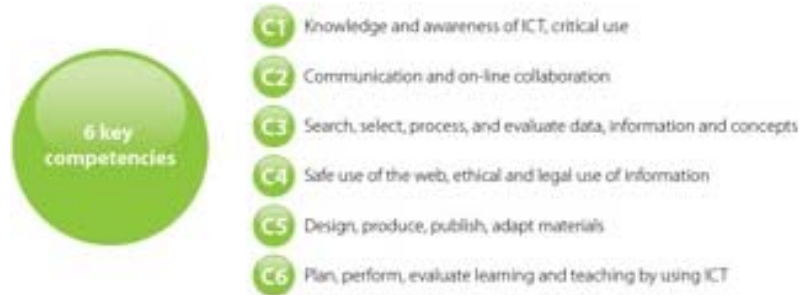 6 key
competencies
C1 Knowledge and awareness of ICT, critical use
C2 Communication and on-line collaboration
C3 Search, select, process, and evaluate data, information and concepts
C4 Safe use of the web, ethical and legal use of information
C5 Design, produce, publish, adapt materials
C6 Plan, perform, evaluate learning and teaching by using ICT